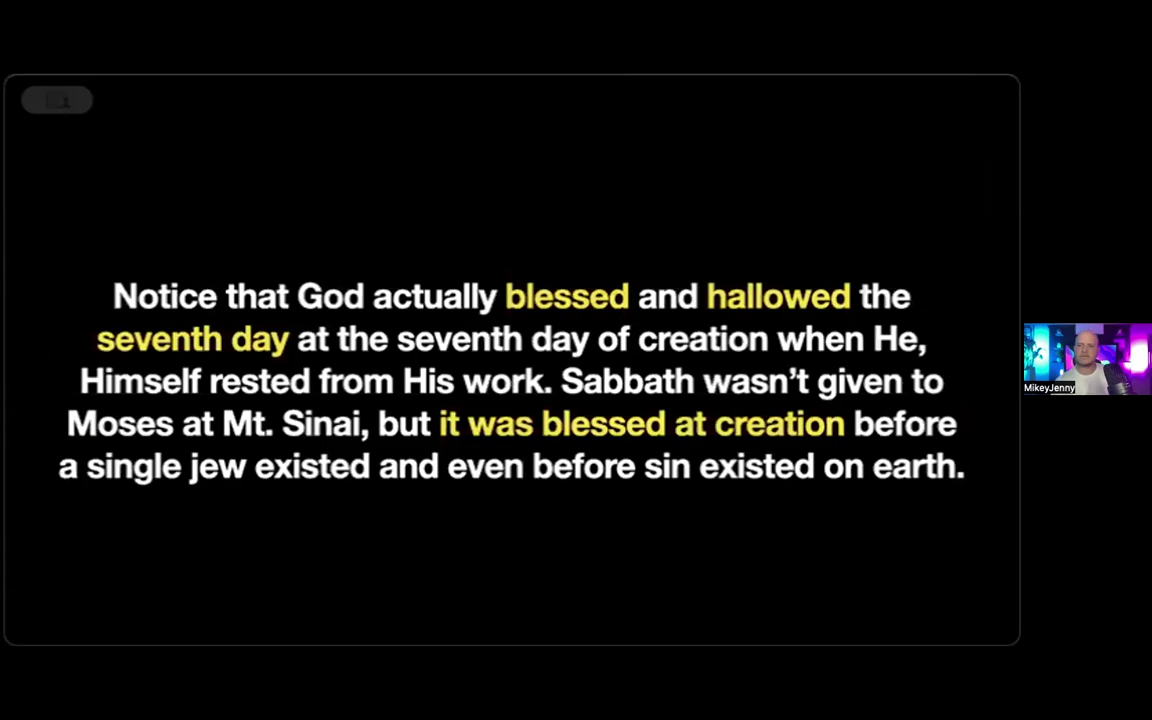 Notice that God actually blessed and hallowed the
seventh day at the seventh day of creation when He,
Himself rested from His work. Sabbath wasn't given to
Moses at Mt. Sinai, but it was blessed at creation before
a single jew existed and even before sin existed on earth.
MikeyJenny